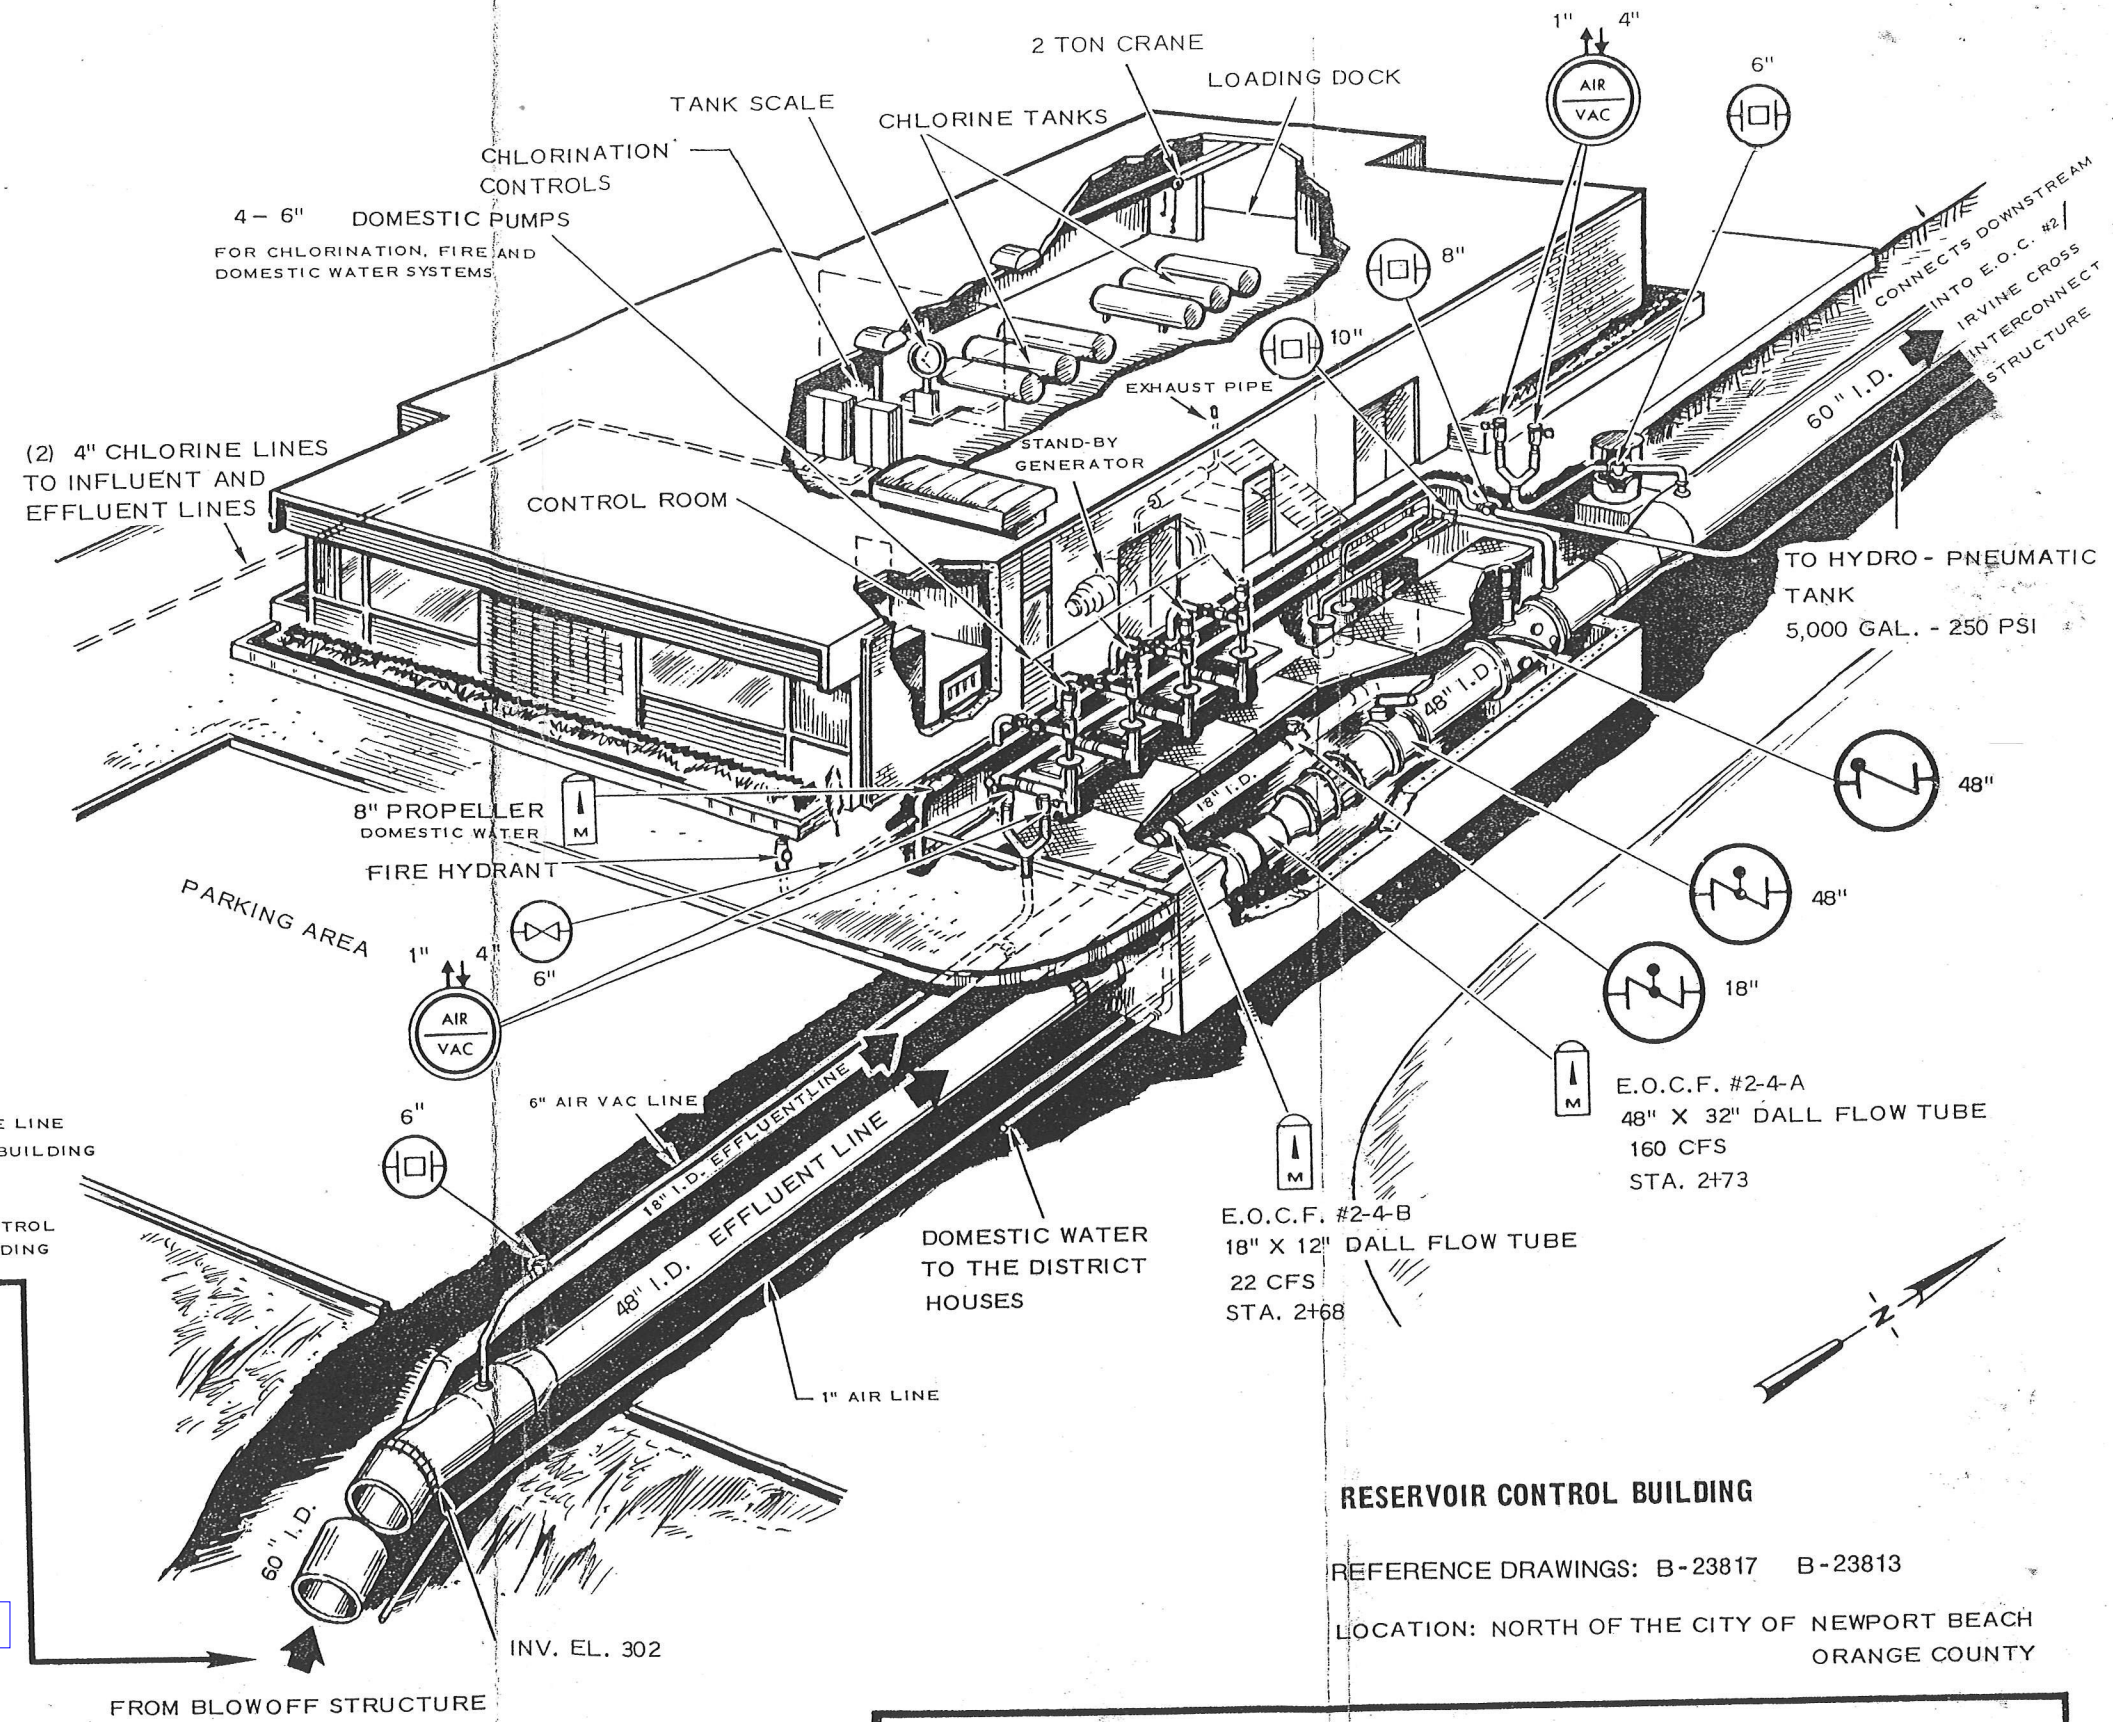 1" 4"
AIR
VAC
6"
2 TON CRANE
LOADING DOCK
TANK SCALE
CHLORINE TANKS
CHLORINATION
CONTROLS
4 - 6" DOMESTIC PUMPS
FOR CHLORINATION, FIRE AND
DOMESTIC WATER SYSTEMS
8"
10"
EXHAUST PIPE
STAND-BY
GENERATOR
CONNECTS DOWNSTREAM
INTO E.O.C. #2/
IRVINE CROSS
INTERCONNECT
STRUCTURE
60" I.D.
(2) 4" CHLORINE LINES
TO INFLUENT AND
EFFLUENT LINES
CONTROL ROOM
TO HYDRO - PNEUMATIC
TANK
5,000 GAL. - 250 PSI
48" I.D.
48"
18" I.D.
8" PROPELLER
DOMESTIC WATER
M
FIRE HYDRANT
PARKING AREA
6"
1" 4"
AIR
VAC
48"
18"
M
E.O.C.F. #2-4-A
48" X 32" DALL FLOW TUBE
160 CFS
STA. 2+73
M
E.O.C.F. #2-4-B
18" X 12" DALL FLOW TUBE
22 CFS
STA. 2+68
6" AIR VAC LINE
18" I.D. EFFLUENT LINE
48" I.D. EFFLUENT LINE
6"
LINE
BUILDING
TROL
DING
DOMESTIC WATER
TO THE DISTRICT
HOUSES
1" AIR LINE
N
60" I.D.
INV. EL. 302
FROM BLOWOFF STRUCTURE
RESERVOIR CONTROL BUILDING
REFERENCE DRAWINGS: B-23817 B-23813
LOCATION: NORTH OF THE CITY OF NEWPORT BEACH
ORANGE COUNTY